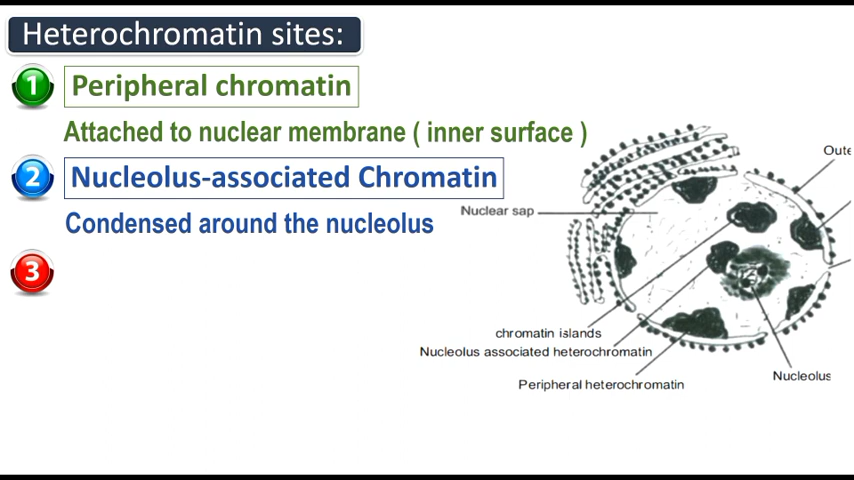 Heterochromatin sites:
1 Peripheral chromatin
Attached to nuclear membrane ( inner surface )
2 Nucleolus-associated Chromatin
Condensed around the nucleolus
3
Oute
Nuclear sap
chromatin islands
Nucleolus associated heterochromatin
Peripheral heterochromatin
Nucleolus